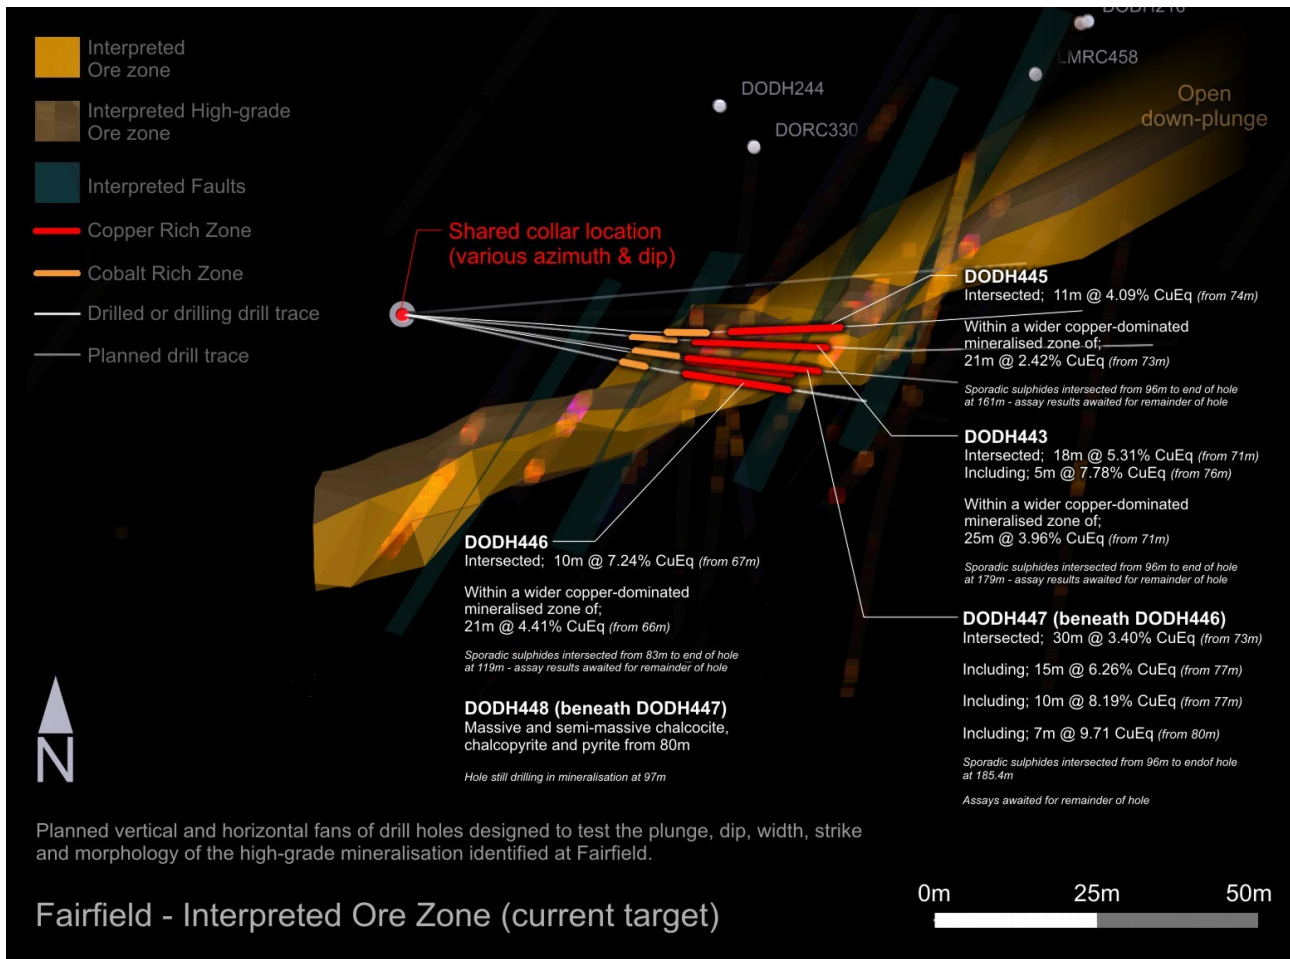 Interpreted
Ore zone
Interpreted High-grade
Ore zone
Interpreted Faults
Copper Rich Zone
Cobalt Rich Zone
Drilled or drilling drill trace
Planned drill trace
DODH216
LMRC458
DODH244
DORC330
Open
down-plunge
Shared collar location
(various azimuth & dip)
DODH445
Intersected; 11m @ 4.09% CuEq (from 74m)
Within a wider copper-dominated
mineralised zone of;
21m @ 2.42% CuEq (from 73m)
Sporadic sulphides intersected from 96m to end of hole
at 161m - assay results awaited for remainder of hole
DODH443
Intersected; 18m @ 5.31% CuEq (from 71m)
Including; 5m @ 7.78% CuEq (from 76m)
Within a wider copper-dominated
mineralised zone of;
25m @ 3.96% CuEq (from 71m)
Sporadic sulphides intersected from 96m to end of hole
at 179m - assay results awaited for remainder of hole
DODH446
Intersected; 10m @ 7.24% CuEq (from 67m)
Within a wider copper-dominated
mineralised zone of;
21m @ 4.41% CuEq (from 66m)
Sporadic sulphides intersected from 83m to end of hole
at 119m - assay results awaited for remainder of hole
DODH448 (beneath DODH447)
Massive and semi-massive chalcocite,
chalcopyrite and pyrite from 80m
Hole still drilling in mineralisation at 97m
DODH447 (beneath DODH446)
Intersected; 30m @ 3.40% CuEq (from 73m)
Including; 15m @ 6.26% CuEq (from 77m)
Including; 10m @ 8.19% CuEq (from 77m)
Including; 7m @ 9.71 CuEq (from 80m)
Sporadic sulphides intersected from 96m to endof hole
at 185.4m
Assays awaited for remainder of hole
N
Planned vertical and horizontal fans of drill holes designed to test the plunge, dip, width, strike
and morphology of the high-grade mineralisation identified at Fairfield.
Fairfield - Interpreted Ore Zone (current target)
0m 25m 50m